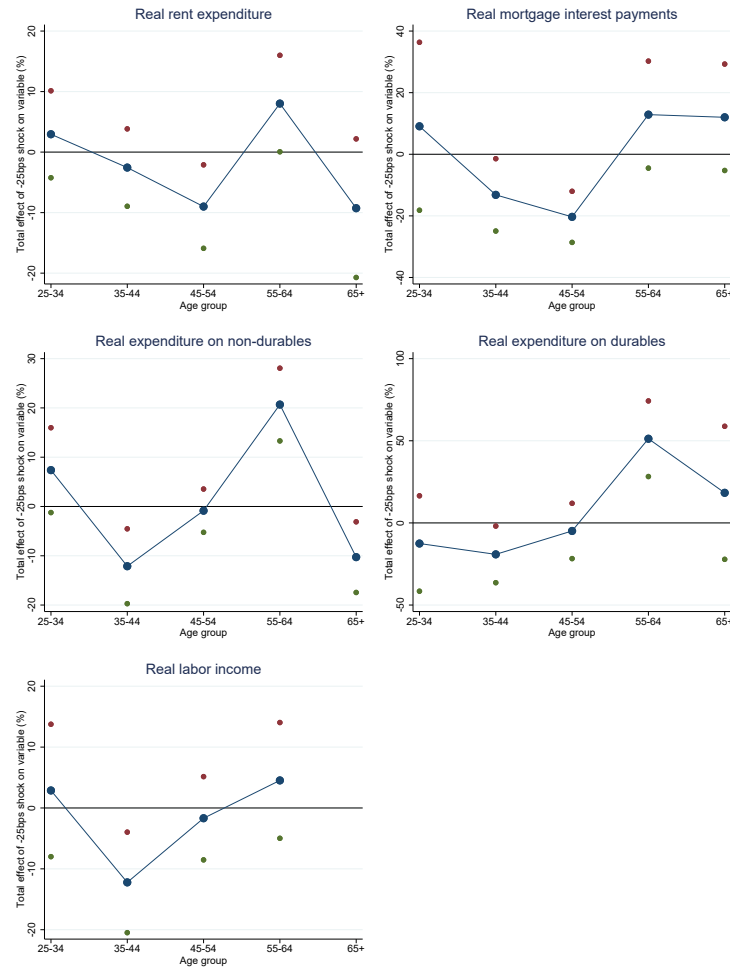 Real rent expenditure
Total effect of -25bps shock on variable (%)
20
10
0
-10
-20
25-34 35-44 45-54 55-64 65+
Age group
Real mortgage interest payments
Total effect of -25bps shock on variable (%)
40
20
0
-20
-40
25-34 35-44 45-54 55-64 65+
Age group
Real expenditure on non-durables
Total effect of -25bps shock on variable (%)
30
20
10
0
-10
-20
25-34 35-44 45-54 55-64 65+
Age group
Real expenditure on durables
Total effect of -25bps shock on variable (%)
100
50
0
-50
25-34 35-44 45-54 55-64 65+
Age group
Real labor income
Total effect of -25bps shock on variable (%)
20
10
0
-10
-20
25-34 35-44 45-54 55-64 65+
Age group